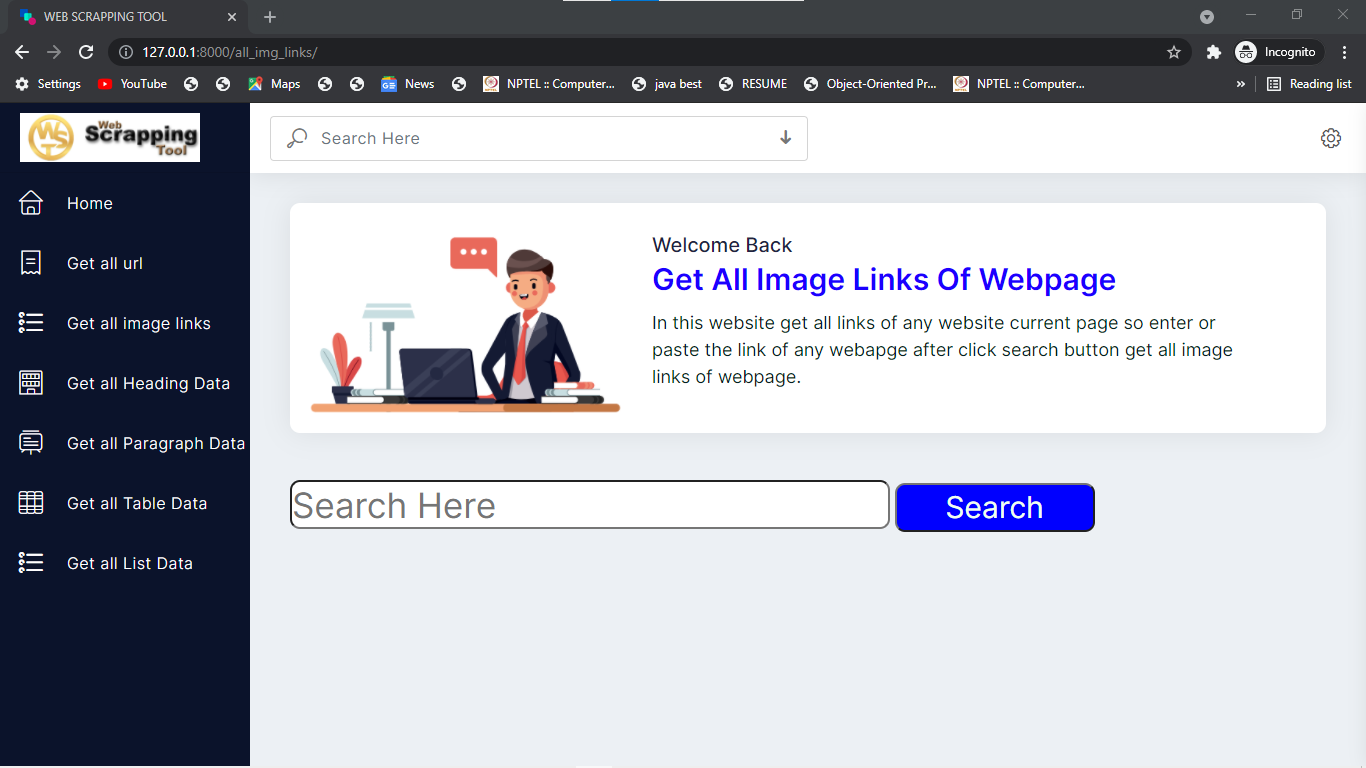 WEB SCRAPPING TOOL
127.0.0.1:8000/all_img_links/
Incognito
Settings
YouTube
Maps
News
NPTEL :: Computer...
java best
RESUME
Object-Oriented Pr...
NPTEL :: Computer...
»
Reading list
WST
Web
Scrapping
Tool
Search Here
Home
Get all url
Get all image links
Get all Heading Data
Get all Paragraph Data
Get all Table Data
Get all List Data
Welcome Back
Get All Image Links Of Webpage
In this website get all links of any website current page so enter or
paste the link of any webapge after click search button get all image
links of webpage.
Search Here
Search